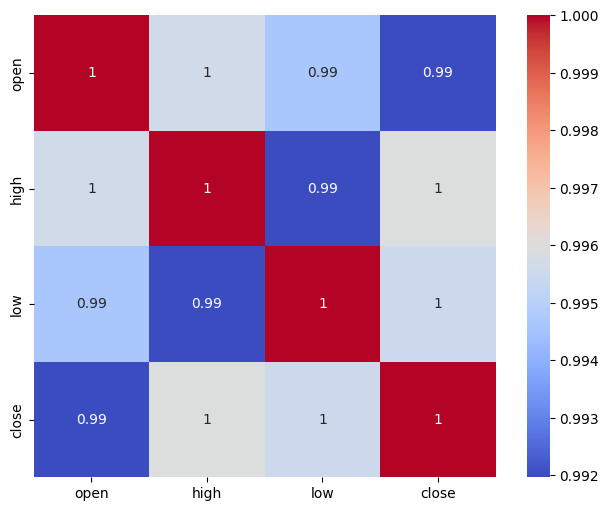 open 1 1 0.99 0.99
high 1 1 0.99 1
low 0.99 0.99 1 1
close 0.99 1 1 1
open high low close
1.000
0.999
0.998
0.997
0.996
0.995
0.994
0.993
0.992